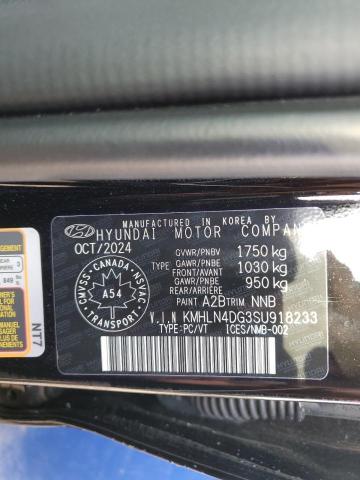 MANUFACTURED IN KOREA BY
HYUNDAI MOTOR COMPAN
OCT/2024
GVWR/PNBV 1750 kg
GAWR/PNBE
FRONT/AVANT 1030 kg
GAWR/PNBE
REAR/ARRIÈRE 950 kg
CANADA
CMVSS
NSVAC
A54
TRANSPORT
PAINT A2B TRIM NNB
V.I.N KMHLN4DG3SU918233
TYPE:PC/VT ICES/NMB-002
849
NT7